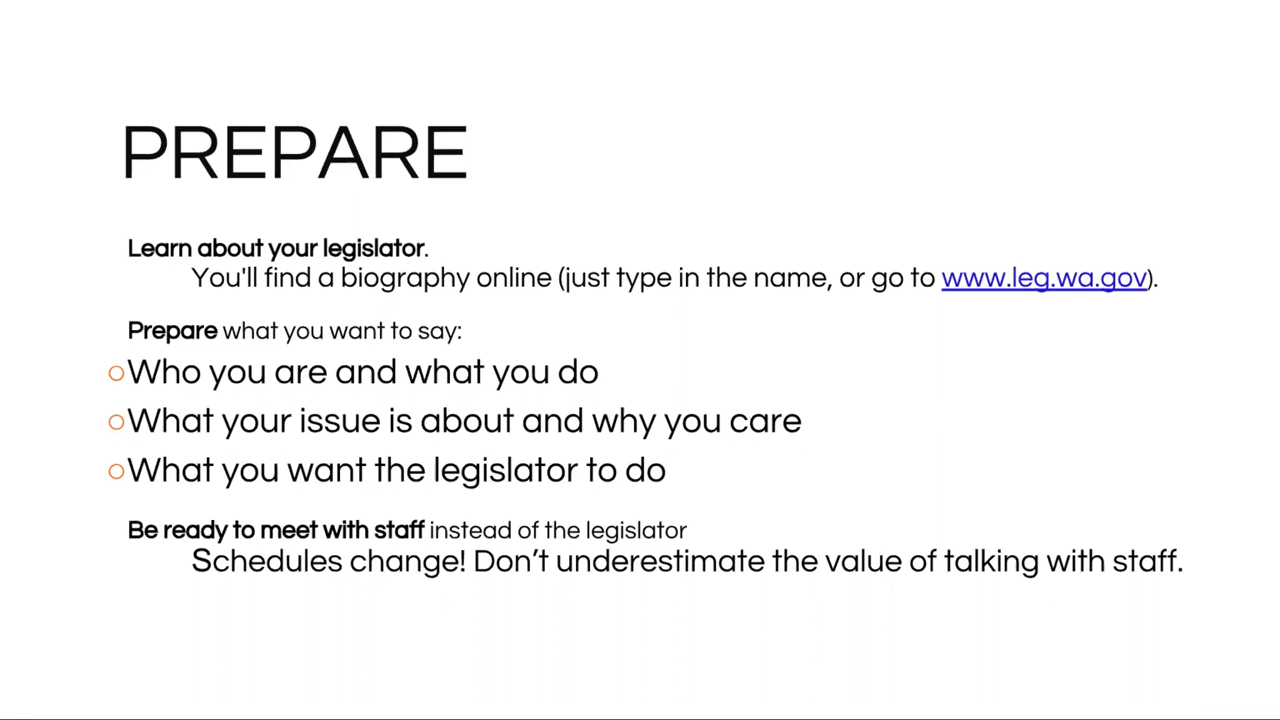 PREPARE
Learn about your legislator.
You'll find a biography online (just type in the name, or go to www.leg.wa.gov).
Prepare what you want to say:
○Who you are and what you do
○What your issue is about and why you care
○What you want the legislator to do
Be ready to meet with staff instead of the legislator
Schedules change! Don’t underestimate the value of talking with staff.